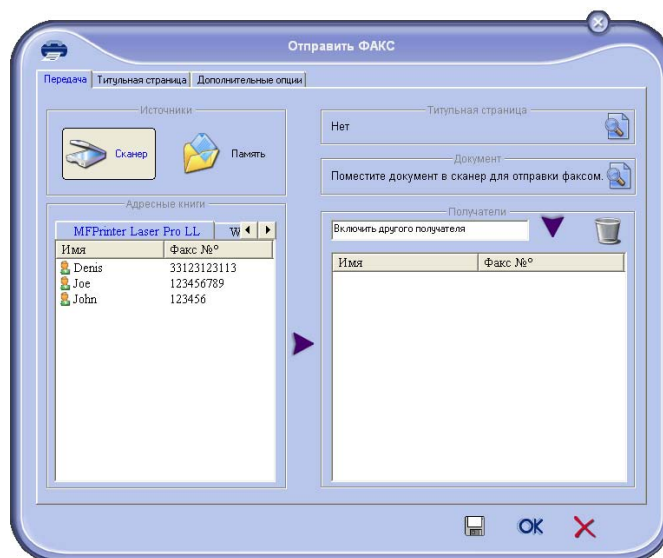 Отправить ФАКС
Передача Титульная страница Дополнительные опции
Источники
Сканер Память
Титульная страница
Нет
Документ
Поместите документ в сканер для отправки факсом.
Адресные книги
MFPrinter Laser Pro LL W
Имя Факс №°
Denis 33123123113
Joe 123456789
John 123456
Получатели
Включить другого получателя
Имя Факс №°
OK